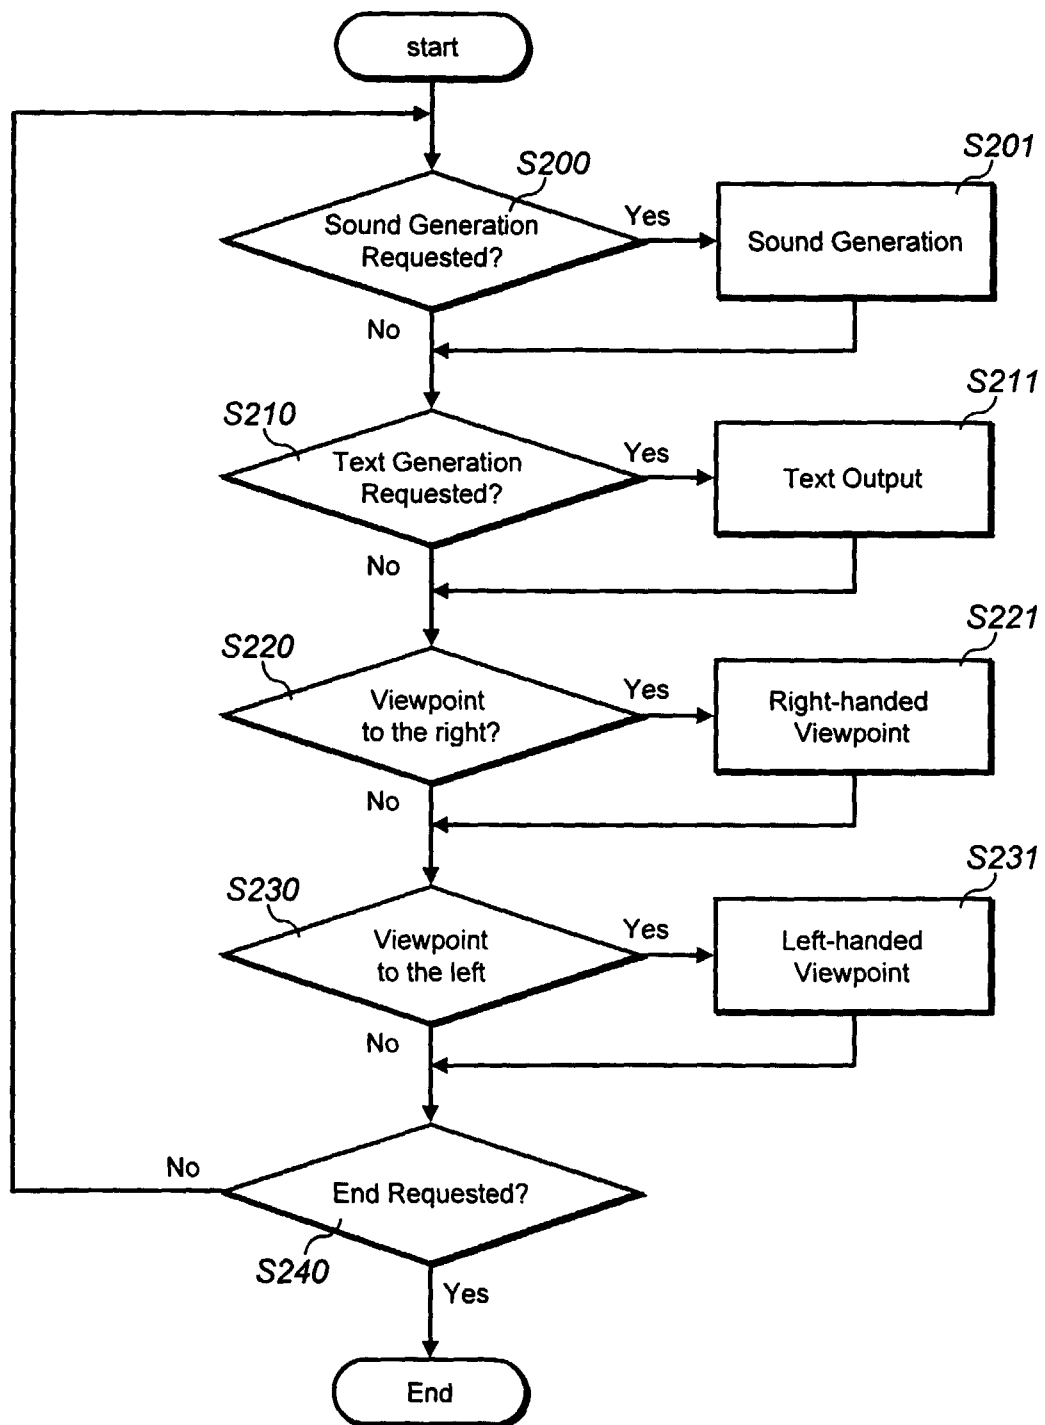 start
S200
S201
Sound Generation
Requested?
Yes
Sound Generation
No
S210
S211
Text Generation
Requested?
Yes
Text Output
No
S220
S221
Viewpoint
to the right?
Yes
Right-handed
Viewpoint
No
S230
S231
Viewpoint
to the left
Yes
Left-handed
Viewpoint
No
No
End Requested?
S240
Yes
End